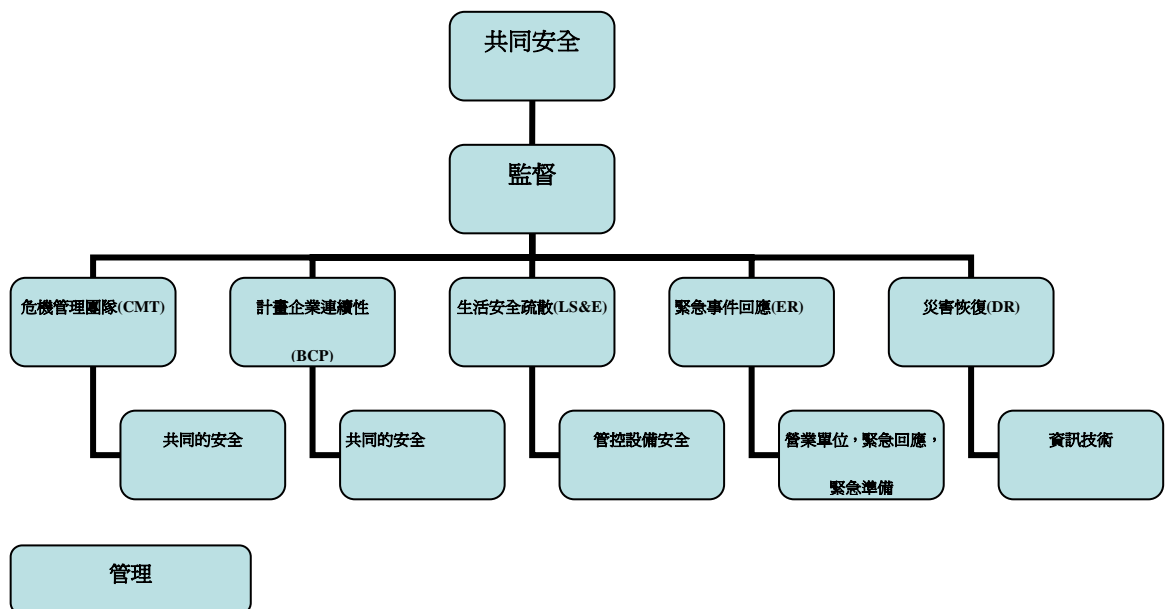 共同安全
監督
危機管理團隊(CMT)
計畫企業連續性
(BCP)
生活安全疏散(LS&E)
緊急事件回應(ER)
災害恢復(DR)
共同的安全
共同的安全
管控設備安全
營業單位，緊急回應，
緊急準備
資訊技術
管理